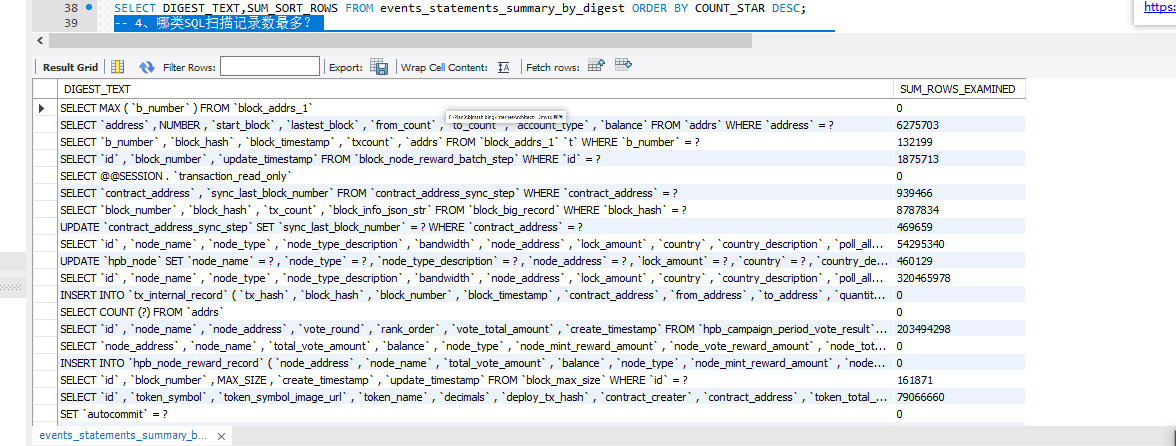 https:
38 SELECT DIGEST_TEXT,SUM_SORT_ROWS FROM events_statements_summary_by_digest ORDER BY COUNT_STAR DESC;
39 -- 4、哪类SQL扫描记录数最多？
Result Grid Filter Rows: Export: Wrap Cell Content: Fetch rows:
DIGEST_TEXT SUM_ROWS_EXAMINED
SELECT MAX ( `b_number` ) FROM `block_addrs_1` 0
SELECT `address` , NUMBER , `start_block` , `lastest_block` , `from_count` , `to_count` , `account_type` , `balance` FROM `addrs` WHERE `address` = ? 6275703
SELECT `b_number` , `block_hash` , `block_timestamp` , `txcount` , `addrs` FROM `block_addrs_1` `t` WHERE `b_number` = ? 132199
SELECT `id` , `block_number` , `update_timestamp` FROM `block_node_reward_batch_step` WHERE `id` = ? 1875713
SELECT @@SESSION . `transaction_read_only` 0
SELECT `contract_address` , `sync_last_block_number` FROM `contract_address_sync_step` WHERE `contract_address` = ? 939466
SELECT `block_number` , `block_hash` , `tx_count` , `block_info_json_str` FROM `block_big_record` WHERE `block_hash` = ? 8787834
UPDATE `contract_address_sync_step` SET `sync_last_block_number` = ? WHERE `contract_address` = ? 469659
SELECT `id` , `node_name` , `node_type` , `node_type_description` , `bandwidth` , `node_address` , `lock_amount` , `country` , `country_description` , `poll_all... 54295340
UPDATE `hpb_node` SET `node_name` = ? , `node_type` = ? , `node_type_description` = ? , `node_address` = ? , `lock_amount` = ? , `country` = ? , `country_de... 460129
SELECT `id` , `node_name` , `node_type` , `node_type_description` , `bandwidth` , `node_address` , `lock_amount` , `country` , `country_description` , `poll_all... 320465978
INSERT INTO `tx_internal_record` ( `tx_hash` , `block_hash` , `block_number` , `block_timestamp` , `contract_address` , `from_address` , `to_address` , `quantit... 0
SELECT COUNT (?) FROM `addrs` 0
SELECT `id` , `node_name` , `node_address` , `vote_round` , `rank_order` , `vote_total_amount` , `create_timestamp` FROM `hpb_campaign_period_vote_result`... 203494298
SELECT `node_address` , `node_name` , `total_vote_amount` , `balance` , `node_type` , `node_mint_reward_amount` , `node_vote_reward_amount` , `node_tot... 0
INSERT INTO `hpb_node_reward_record` ( `node_address` , `node_name` , `total_vote_amount` , `balance` , `node_type` , `node_mint_reward_amount` , `node... 0
SELECT `id` , `block_number` , MAX_SIZE , `create_timestamp` , `update_timestamp` FROM `block_max_size` WHERE `id` = ? 161871
SELECT `id` , `token_symbol` , `token_symbol_image_url` , `token_name` , `decimals` , `deploy_tx_hash` , `contract_creater` , `contract_address` , `token_total_... 79066660
SET `autocommit` = ? 0
events_statements_summary_b...